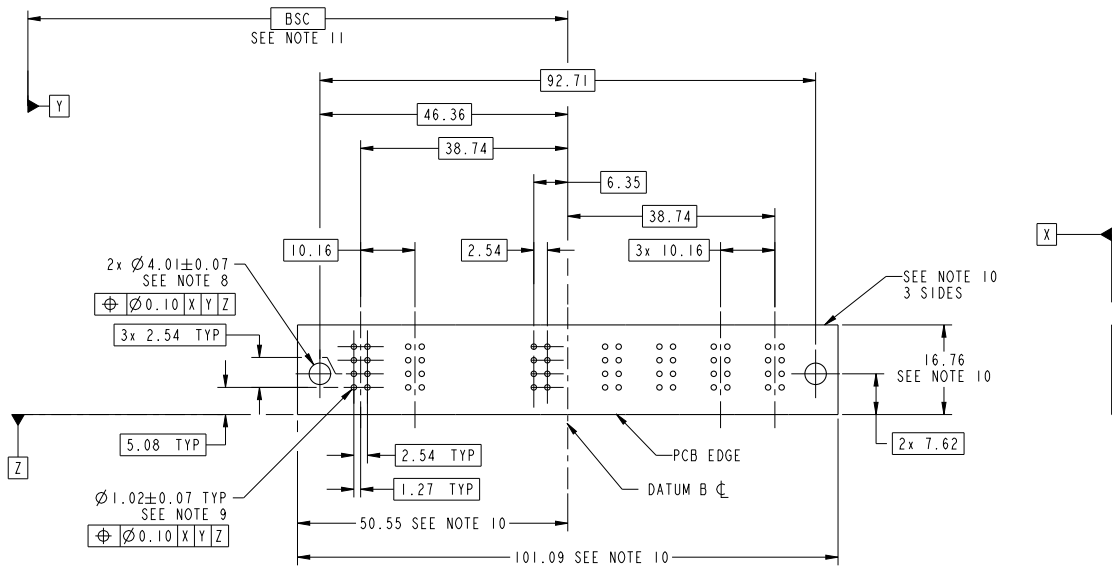 BSC
SEE NOTE 11
92.71
Y
46.36
38.74
6.35
38.74
X
10.16
2.54
3x 10.16
2x Ø4.01±0.07
SEE NOTE 8
⌖ Ø0.10 X Y Z
SEE NOTE 10
3 SIDES
3x 2.54 TYP
16.76
SEE NOTE 10
5.08 TYP
2x 7.62
Z
2.54 TYP
PCB EDGE
1.27 TYP
DATUM B ℄
Ø1.02±0.07 TYP
SEE NOTE 9
⌖ Ø0.10 X Y Z
50.55 SEE NOTE 10
101.09 SEE NOTE 10